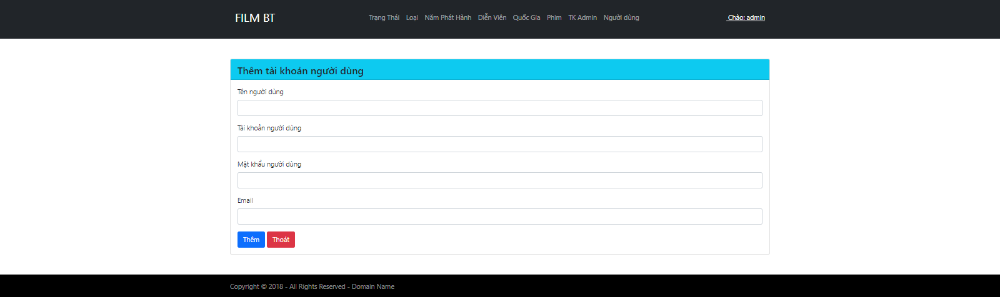 FILM BT Trạng Thái Loại Năm Phát Hành Diễn Viên Quốc Gia Phim TK Admin Người dùng Chào: admin
Thêm tài khoản người dùng
Tên người dùng
Tài khoản người dùng
Mật khẩu người dùng
Email
Thêm Thoát
Copyright © 2018 - All Rights Reserved - Domain Name